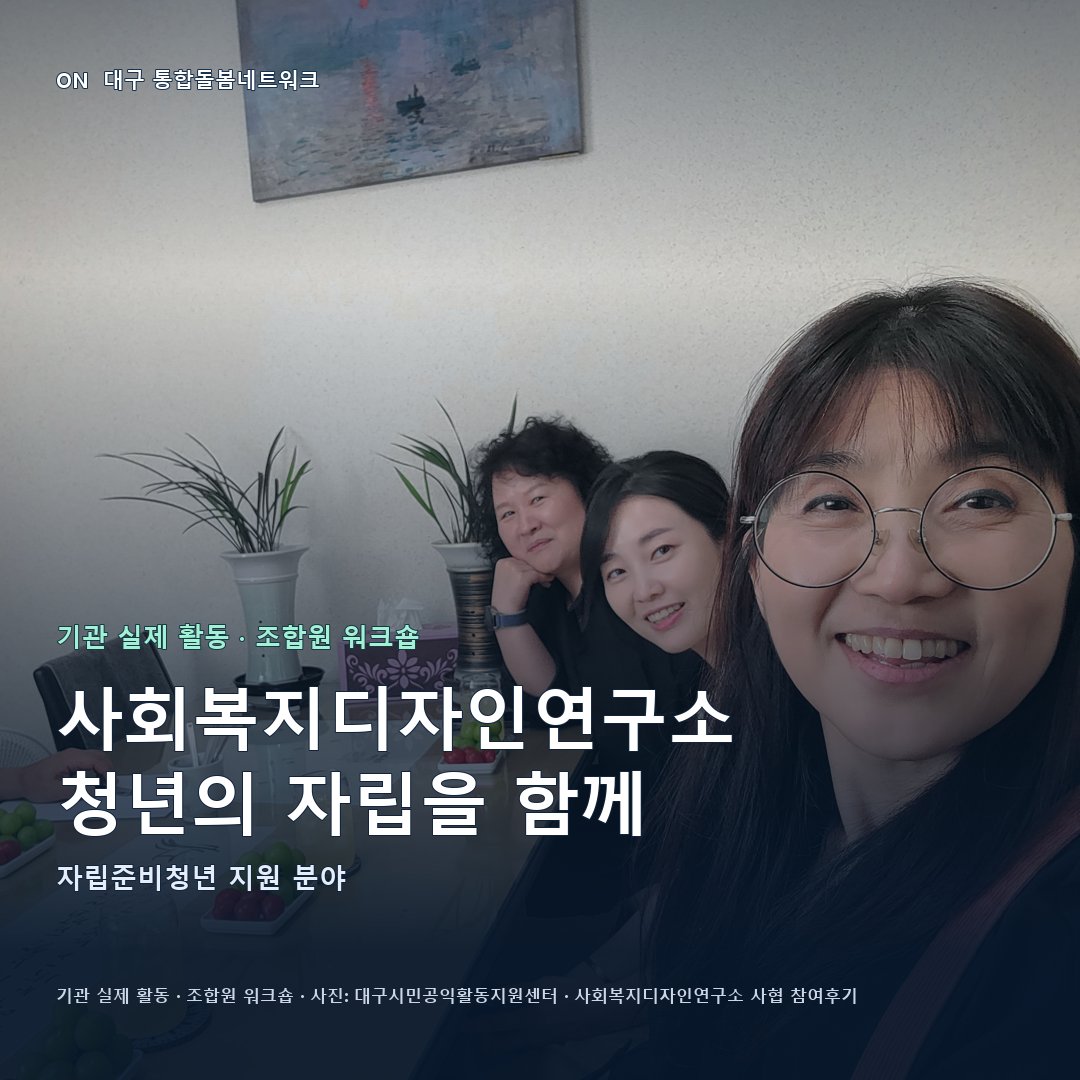 ON 대구 통합돌봄네트워크
기관 실제 활동 · 조합원 워크숍
사회복지디자인연구소
청년의 자립을 함께
자립준비청년 지원 분야
기관 실제 활동 · 조합원 워크숍 · 사진: 대구시민공익활동지원센터 · 사회복지디자인연구소 사협 참여후기